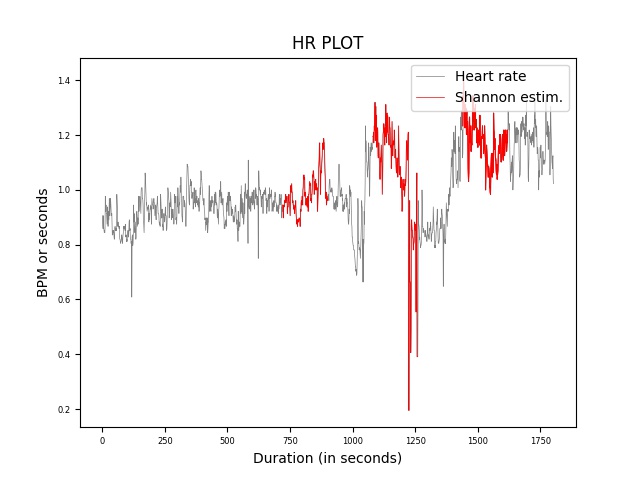 HR PLOT
Heart rate
Shannon estim.
BPM or seconds
1.4
1.2
1.0
0.8
0.6
0.4
0.2
0 250 500 750 1000 1250 1500 1750
Duration (in seconds)